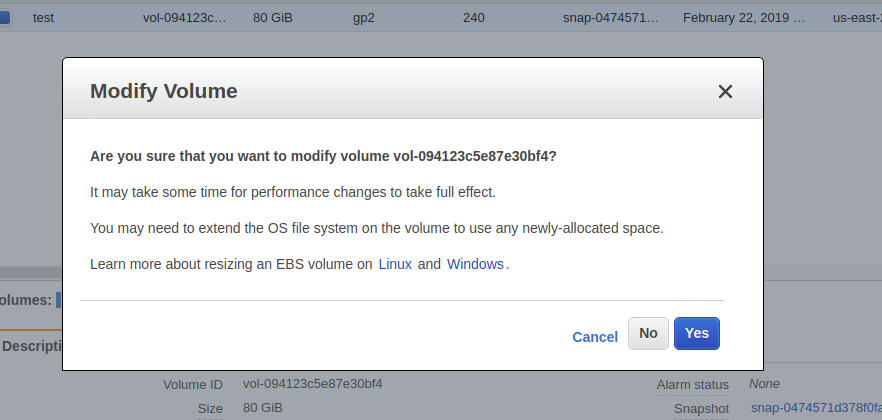 test vol-094123c... 80 GiB gp2 240 snap-0474571... February 22, 2019 ... us-east-2
Modify Volume
Are you sure that you want to modify volume vol-094123c5e87e30bf4?
It may take some time for performance changes to take full effect.
You may need to extend the OS file system on the volume to use any newly-allocated space.
Learn more about resizing an EBS volume on Linux and Windows.
olumes:
Cancel No Yes
Descripti
Volume ID vol-094123c5e87e30bf4 Alarm status None
Size 80 GiB Snapshot snap-0474571d378f0fa